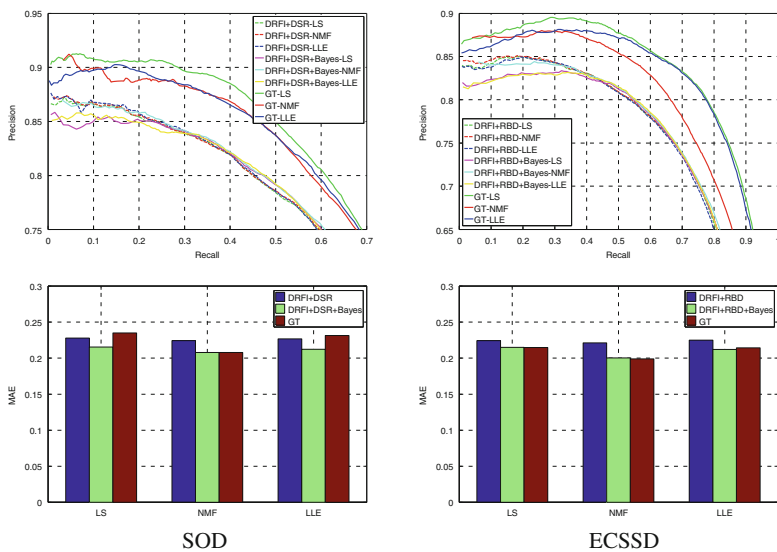 0.95
0.9
0.85
0.8
0.75
Precision
0
0.1
0.2
0.3
0.4
0.5
0.6
0.7
Recall
DRFI+DSR-LS
DRFI+DSR-NMF
DRFI+DSR-LLE
DRFI+DSR+Bayes-LS
DRFI+DSR+Bayes-NMF
DRFI+DSR+Bayes-LLE
GT-LS
GT-NMF
GT-LLE
0.9
0.85
0.8
0.75
0.7
0.65
Precision
0
0.1
0.2
0.3
0.4
0.5
0.6
0.7
0.8
0.9
1
Recall
DRFI+RBD-LS
DRFI+RBD-NMF
DRFI+RBD-LLE
DRFI+RBD+Bayes-LS
DRFI+RBD+Bayes-NMF
DRFI+RBD+Bayes-LLE
GT-LS
GT-NMF
GT-LLE
0.3
0.25
0.2
0.15
0.1
0.05
0
MAE
LS
NMF
LLE
DRFI+DSR
DRFI+DSR+Bayes
GT
SOD
0.3
0.25
0.2
0.15
0.1
0.05
0
MAE
LS
NMF
LLE
DRFI+RBD
DRFI+RBD+Bayes
GT
ECSSD